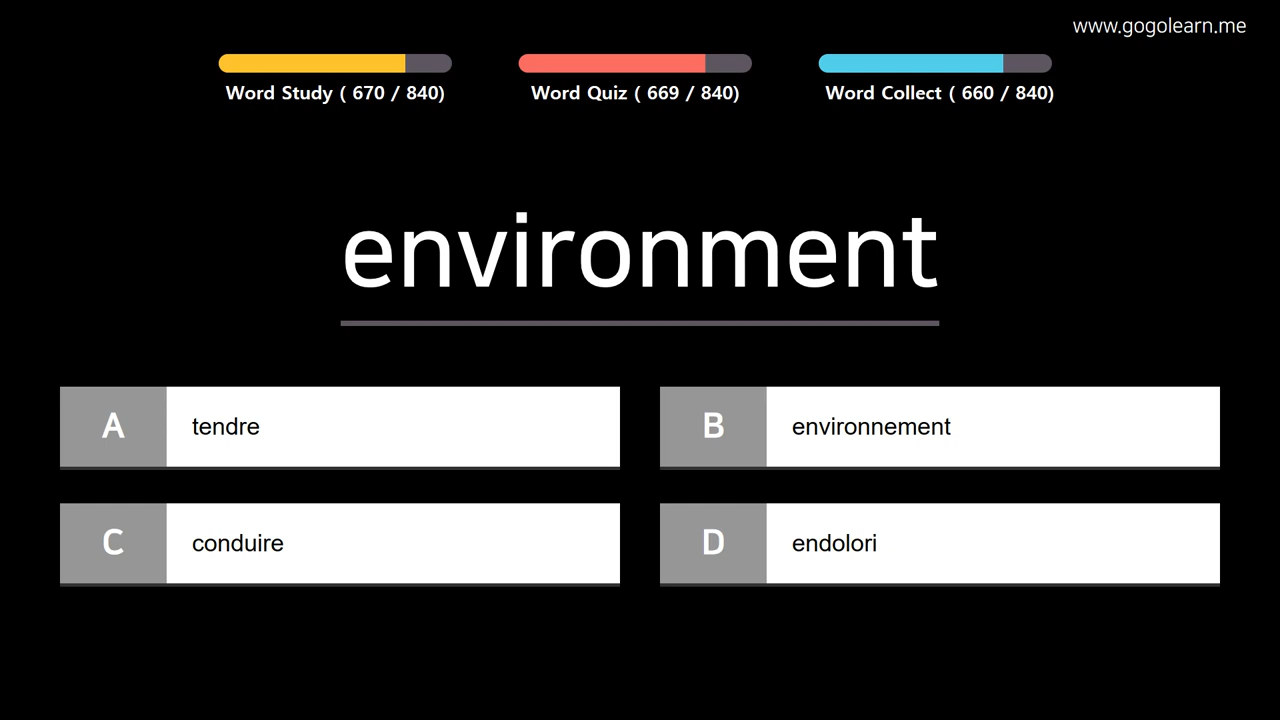 www.gogolearn.me
Word Study ( 670 / 840)
Word Quiz ( 669 / 840)
Word Collect ( 660 / 840)
environment
A tendre
B environnement
C conduire
D endolori